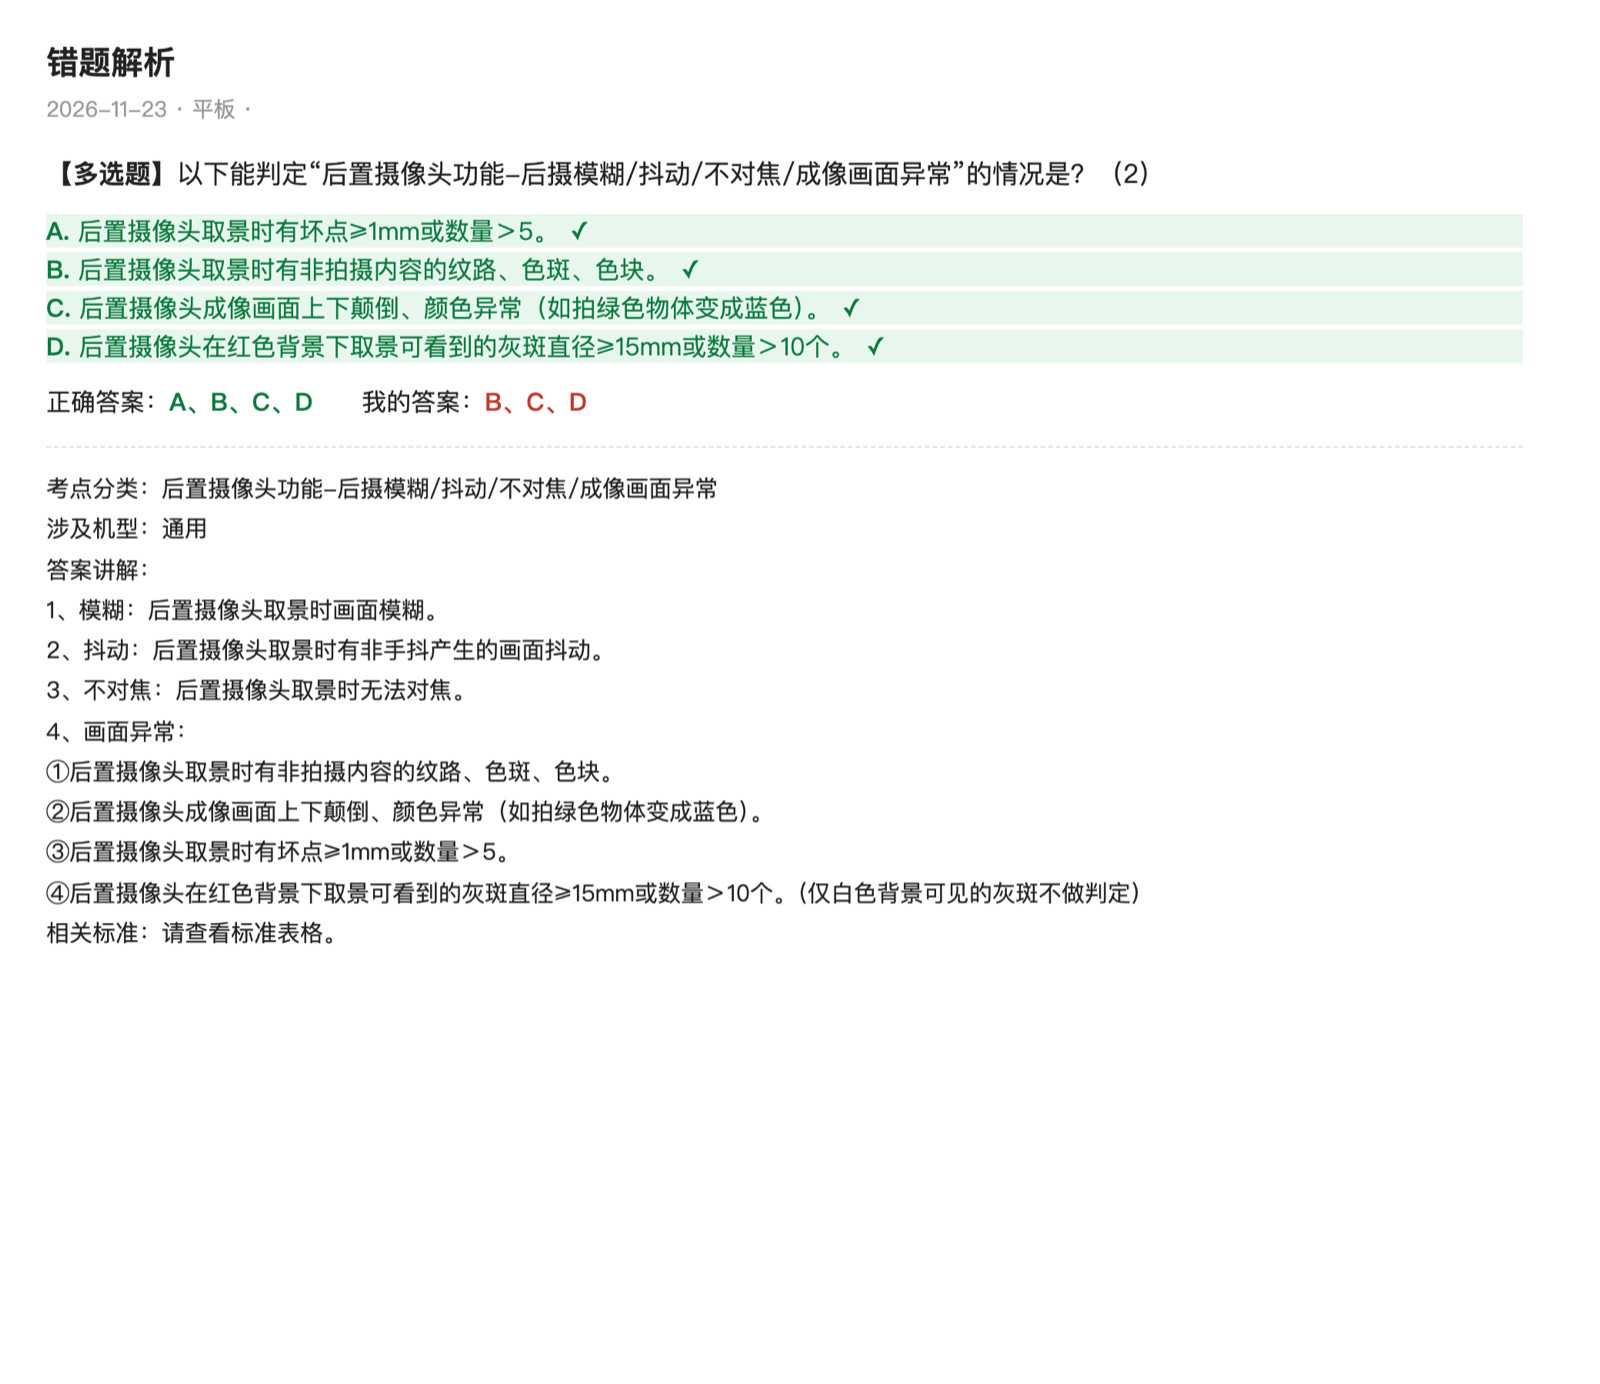 错题解析
2026-11-23 · 平板 ·
【多选题】以下能判定“后置摄像头功能-后摄模糊/抖动/不对焦/成像画面异常”的情况是？（2）
A. 后置摄像头取景时有坏点≥1mm或数量＞5。 ✓
B. 后置摄像头取景时有非拍摄内容的纹路、色斑、色块。 ✓
C. 后置摄像头成像画面上下颠倒、颜色异常（如拍绿色物体变成蓝色）。 ✓
D. 后置摄像头在红色背景下取景可看到的灰斑直径≥15mm或数量＞10个。 ✓
正确答案：A、B、C、D 我的答案：B、C、D
考点分类：后置摄像头功能-后摄模糊/抖动/不对焦/成像画面异常
涉及机型：通用
答案讲解：
1、模糊：后置摄像头取景时画面模糊。
2、抖动：后置摄像头取景时有非手抖产生的画面抖动。
3、不对焦：后置摄像头取景时无法对焦。
4、画面异常：
①后置摄像头取景时有非拍摄内容的纹路、色斑、色块。
②后置摄像头成像画面上下颠倒、颜色异常（如拍绿色物体变成蓝色）。
③后置摄像头取景时有坏点≥1mm或数量＞5。
④后置摄像头在红色背景下取景可看到的灰斑直径≥15mm或数量＞10个。（仅白色背景可见的灰斑不做判定）
相关标准：请查看标准表格。